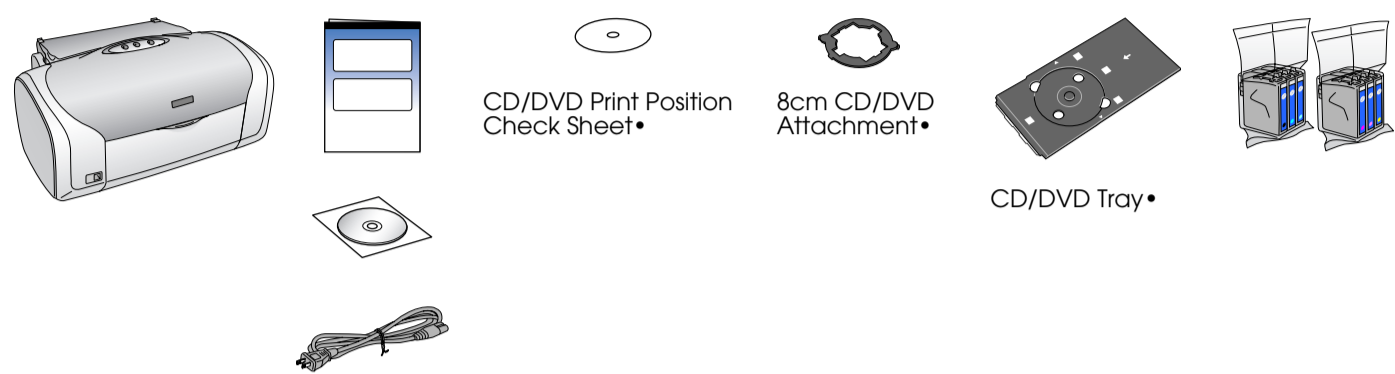 CD/DVD Print Position
Check Sheet•
8cm CD/DVD
Attachment•
CD/DVD Tray•